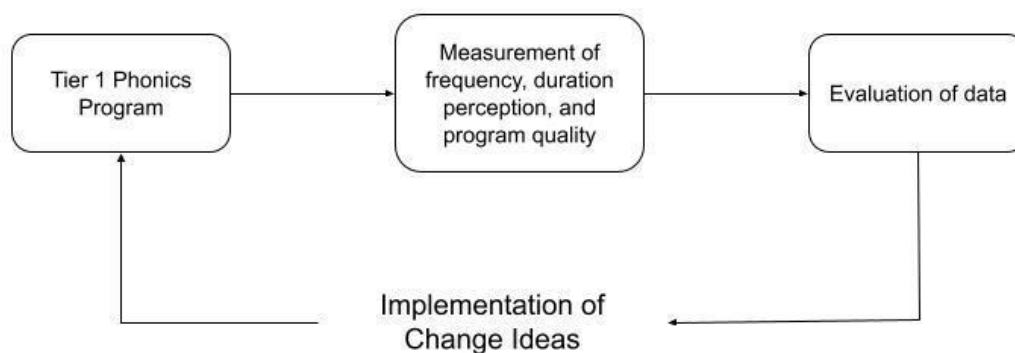 Tier 1 Phonics
Program
Measurement of
frequency, duration
perception, and
program quality
Evaluation of data
Implementation of
Change Ideas